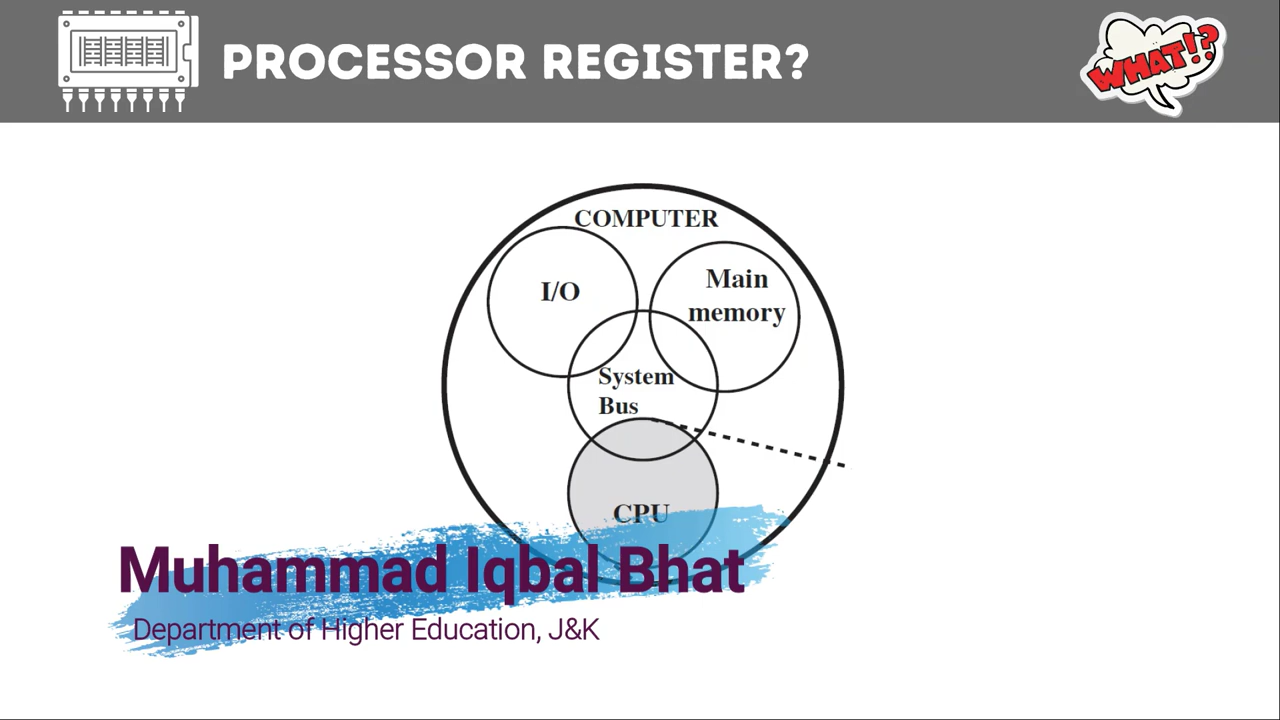 PROCESSOR REGISTER?
WHAT!?
COMPUTER
I/O
Main
memory
System
Bus
CPU
Muhammad Iqbal Bhat
Department of Higher Education, J&K